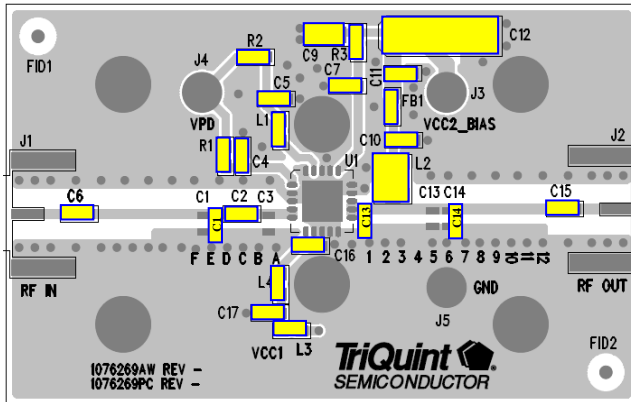 R2
C9
R3
C12
FID1
J4
C7
C11
C5
FB1
J3
VPD
L1
VCC2_BIAS
J1
R1
C10
J2
C4
U1
L2
C6
C1
C2
C3
C13
C14
C15
C1
C13
C14
F E D C B A
C16
1 2 3 4 5 6 7 8 9 10 11 12
RF IN
L4
GND
RF OUT
C17
J5
VCC1
L3
FID2
TriQuint
SEMICONDUCTOR
1076269AW REV -
1076269PC REV -